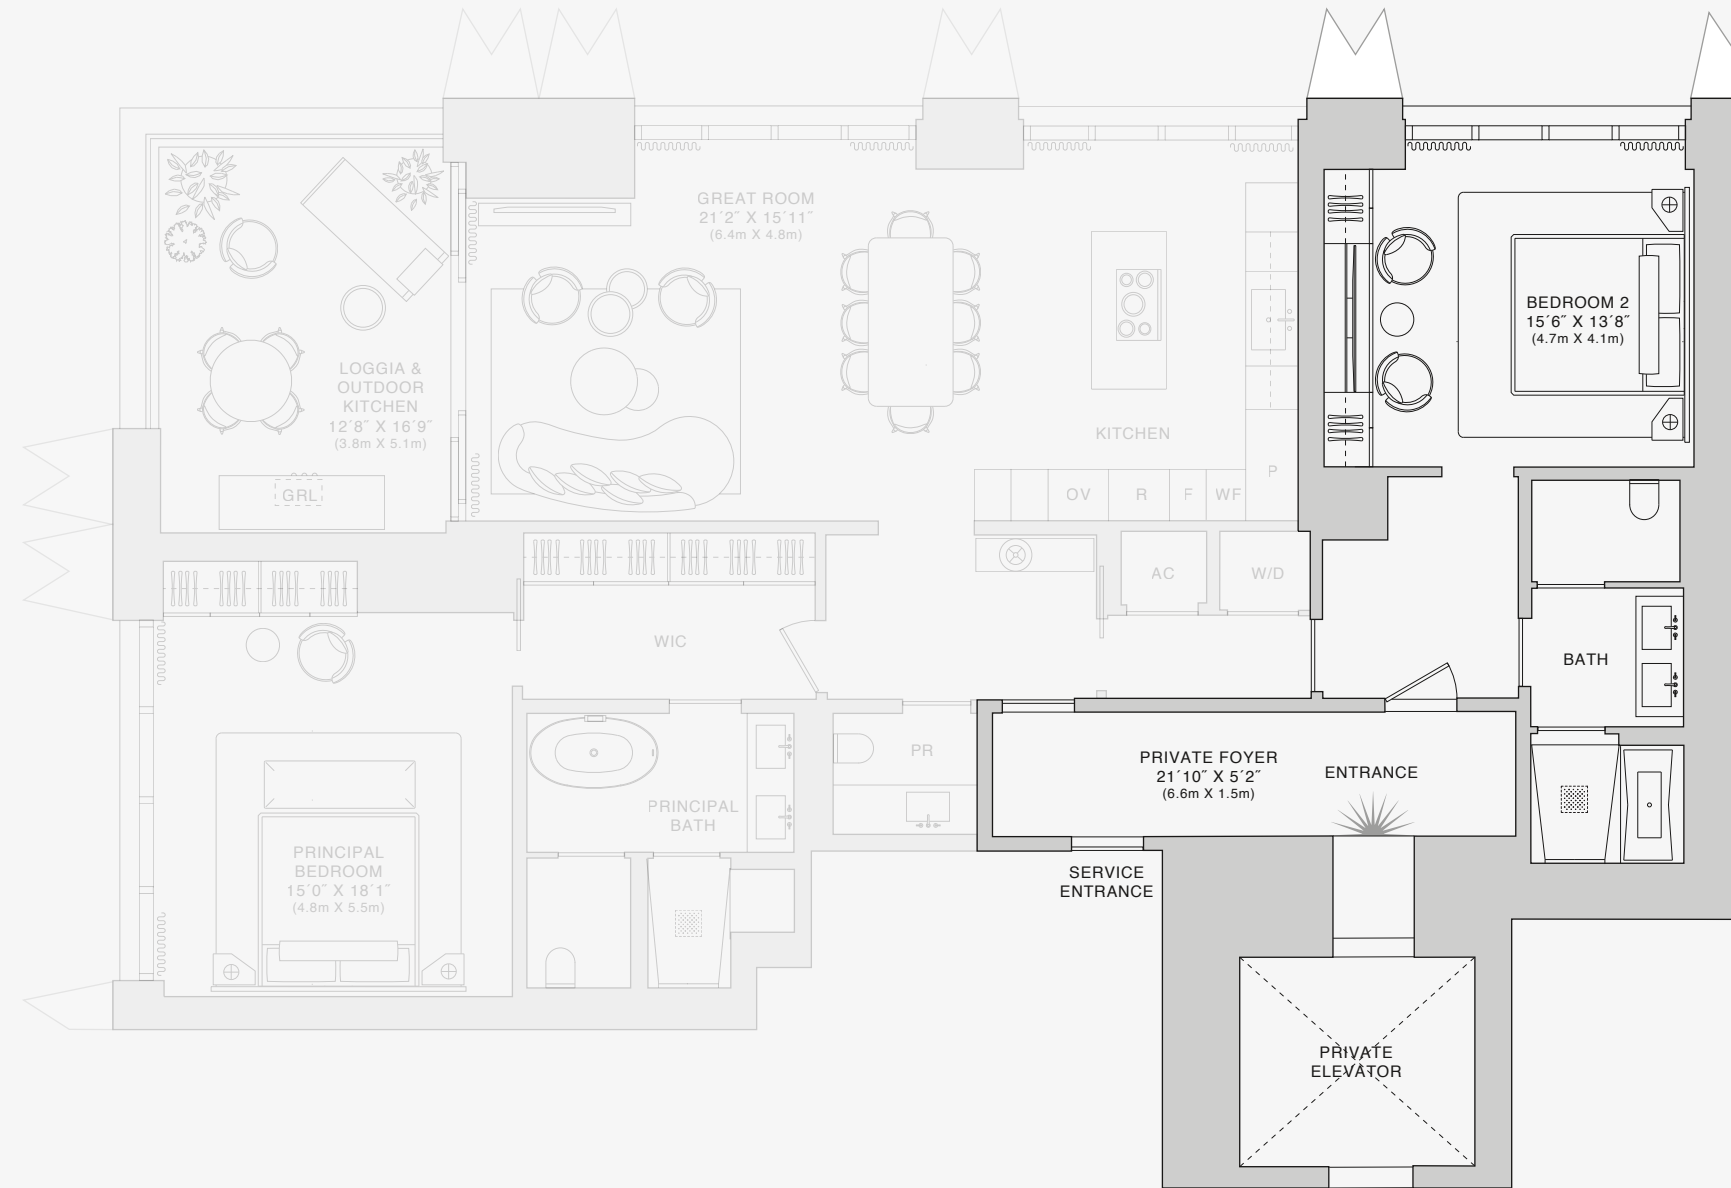 GREAT ROOM
21´2˝ X 15´11˝
(6.4m X 4.8m)
BEDROOM 2
15´6˝ X 13´8˝
(4.7m X 4.1m)
LOGGIA &
OUTDOOR
KITCHEN
12´8˝ X 16´9˝
(3.8m X 5.1m)
KITCHEN
GRL
OV
R
F
WF
P
AC
W/D
WIC
BATH
PR
PRIVATE FOYER
21´10˝ X 5´2˝
(6.6m X 1.5m)
ENTRANCE
PRINCIPAL
BATH
PRINCIPAL
BEDROOM
15´0˝ X 18´1˝
(4.8m X 5.5m)
SERVICE
ENTRANCE
PRIVATE
ELEVATOR